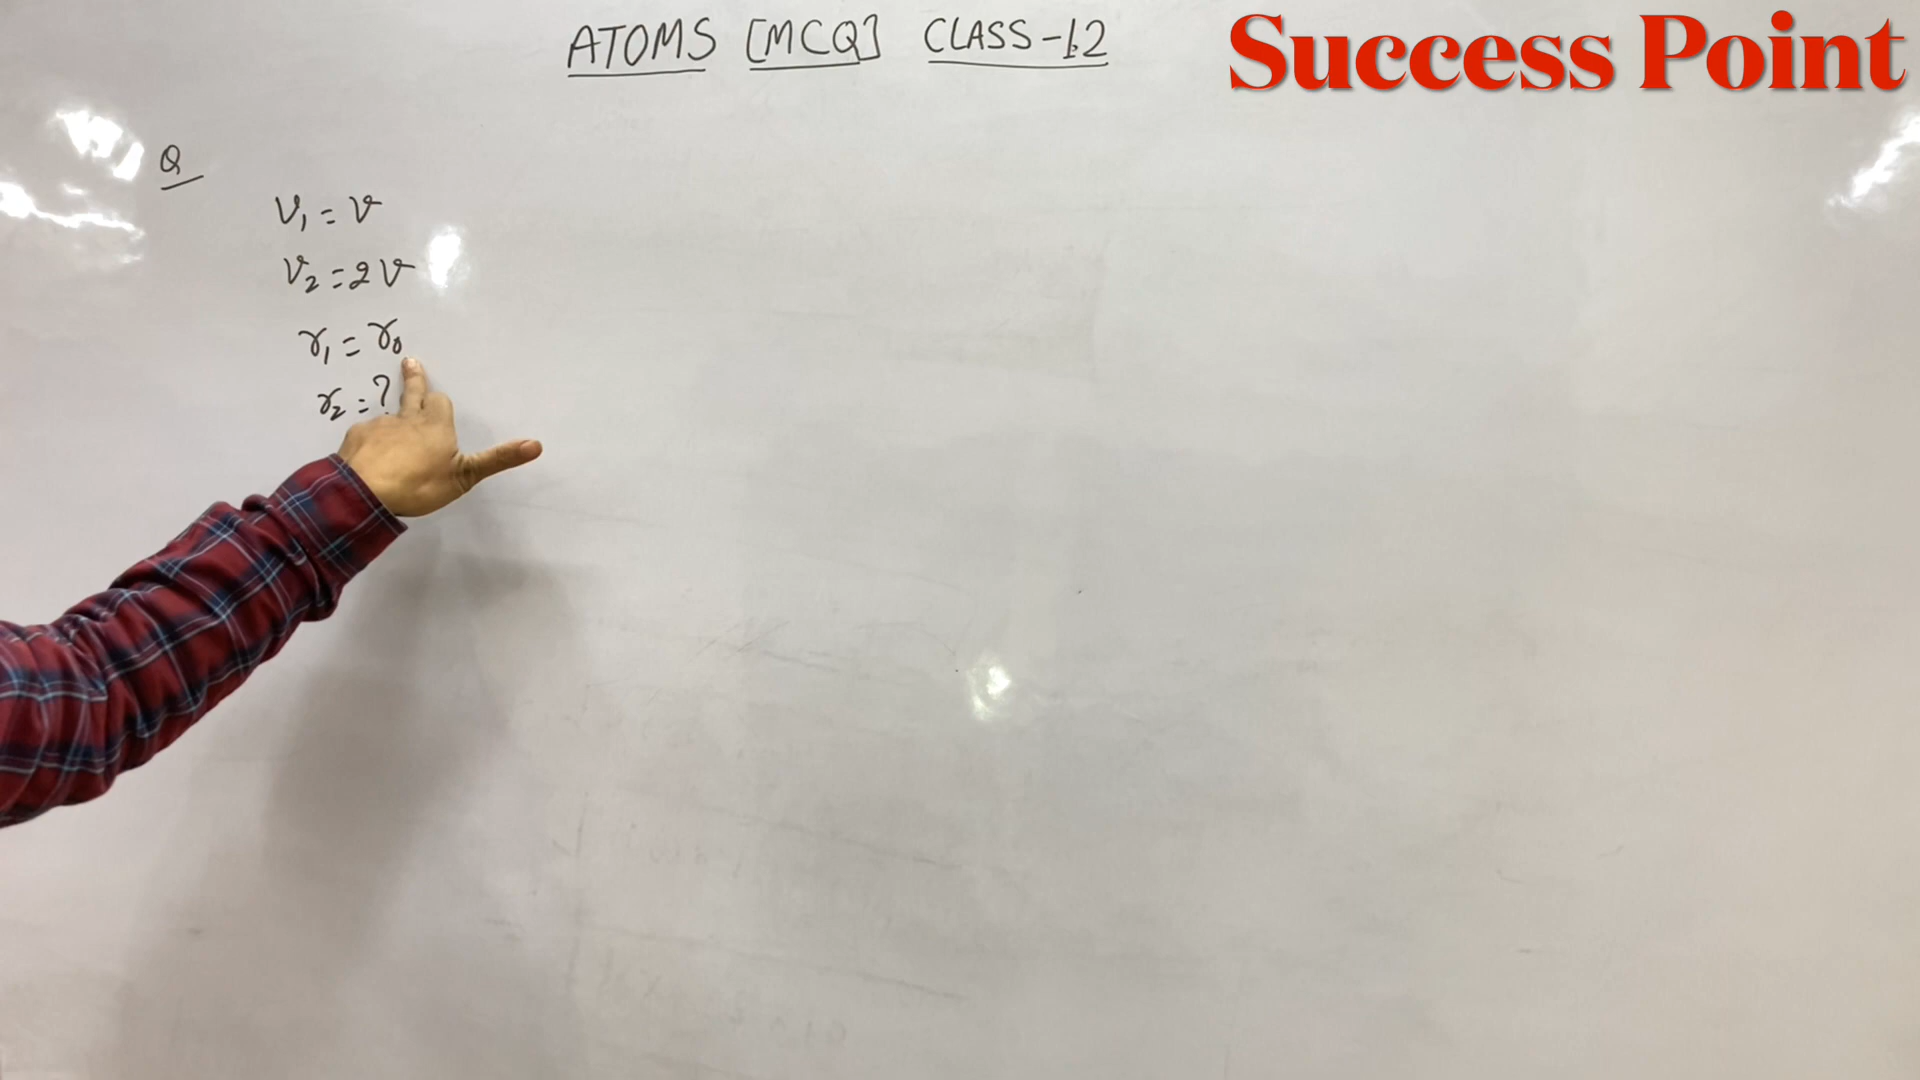 ATOMS [MCQ] CLASS-12
Success Point
Q
v₁ = v
v₂ = 2v
r₁ = r₀
r₂ = ?